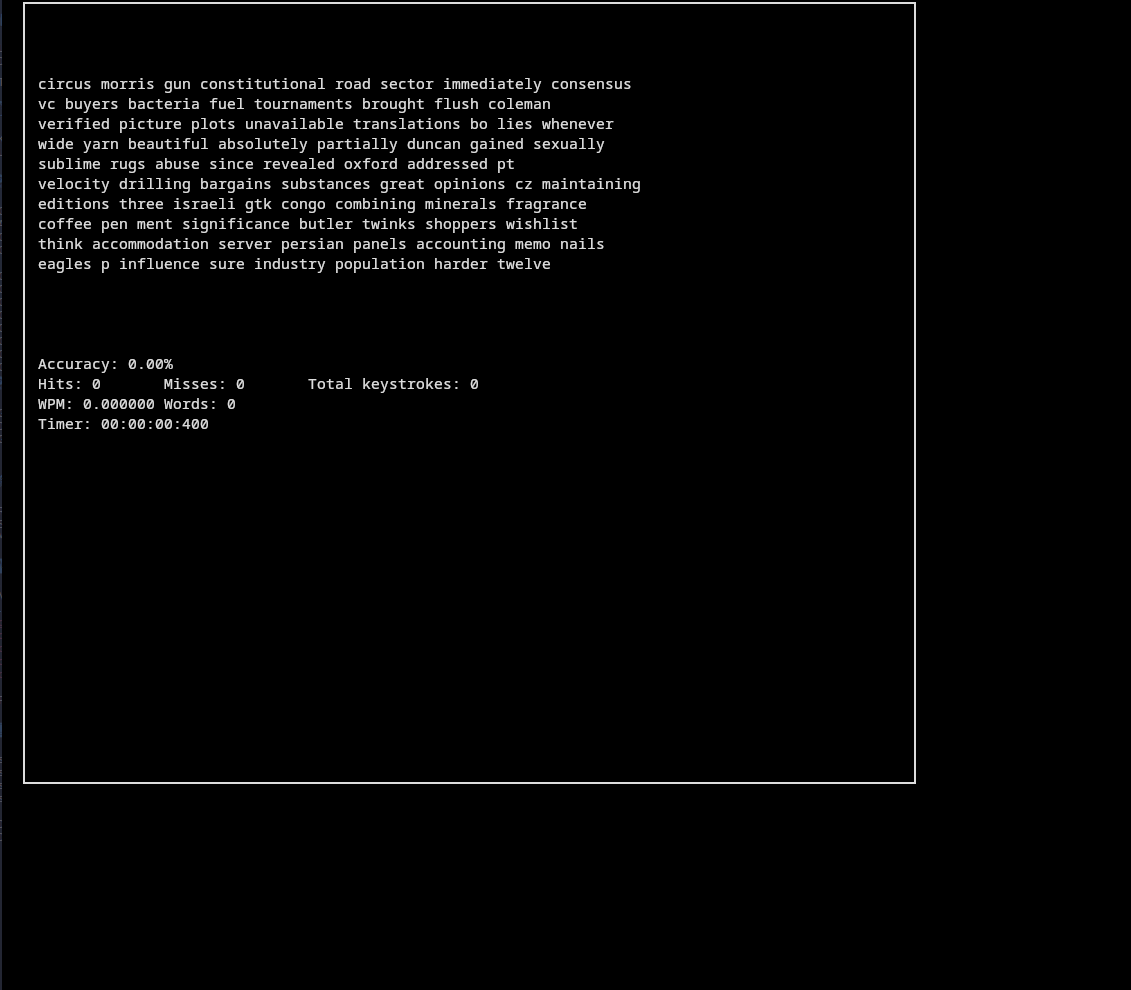 circus morris gun constitutional road sector immediately consensus
vc buyers bacteria fuel tournaments brought flush coleman
verified picture plots unavailable translations bo lies whenever
wide yarn beautiful absolutely partially duncan gained sexually
sublime rugs abuse since revealed oxford addressed pt
velocity drilling bargains substances great opinions cz maintaining
editions three israeli gtk congo combining minerals fragrance
coffee pen ment significance butler twinks shoppers wishlist
think accommodation server persian panels accounting memo nails
eagles p influence sure industry population harder twelve
Accuracy: 0.00%
Hits: 0       Misses: 0       Total keystrokes: 0
WPM: 0.000000 Words: 0
Timer: 00:00:00:400